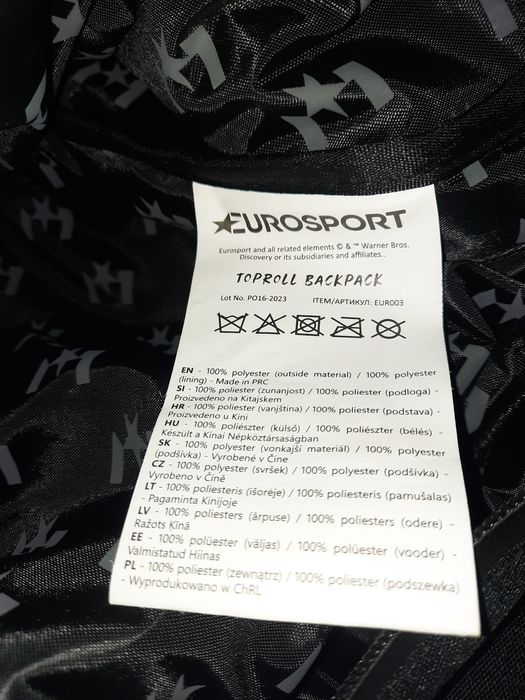 EUROSPORT
Eurosport and all related elements © & ™ Warner Bros.
Discovery or its subsidiaries and affiliates..
TOPROLL BACKPACK
Lot No. PO16-2023 ITEM/АРТИКУЛ: EUR003
EN - 100% polyester (outside material) / 100% polyester
(lining) - Made in PRC
SI - 100% poliester (zunanjost) / 100% poliester (podloga) -
Proizvedeno na Kitajskem
HR - 100% poliester (vanjština) / 100% poliester (podstava) -
Proizvedeno u Kini
HU - 100% poliészter (külső) / 100% poliészter (bélés) -
Készült a Kínai Népköztársaságban
SK - 100% polyester (vonkajší materiál) / 100% polyester
(podšívka) - Vyrobené v Číne
CZ - 100% polyester (svršek) / 100% polyester (podšívka) -
Vyrobeno v Číně
LT - 100% poliesteris (išorėje) / 100% poliesteris (pamušalas)
- Pagaminta Kinijoje
LV - 100% poliesters (ārpuse) / 100% poliesters (odere) -
Ražots Ķīnā
EE - 100% polüester (väljas) / 100% polüester (vooder) -
Valmistatud Hiinas
PL - 100% poliester (zewnątrz) / 100% poliester (podszewka)
- Wyprodukowano w ChRL